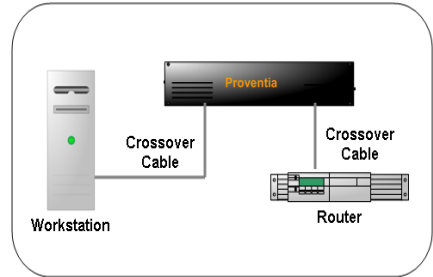 Proventia
Crossover
Cable
Crossover
Cable
Workstation
Router